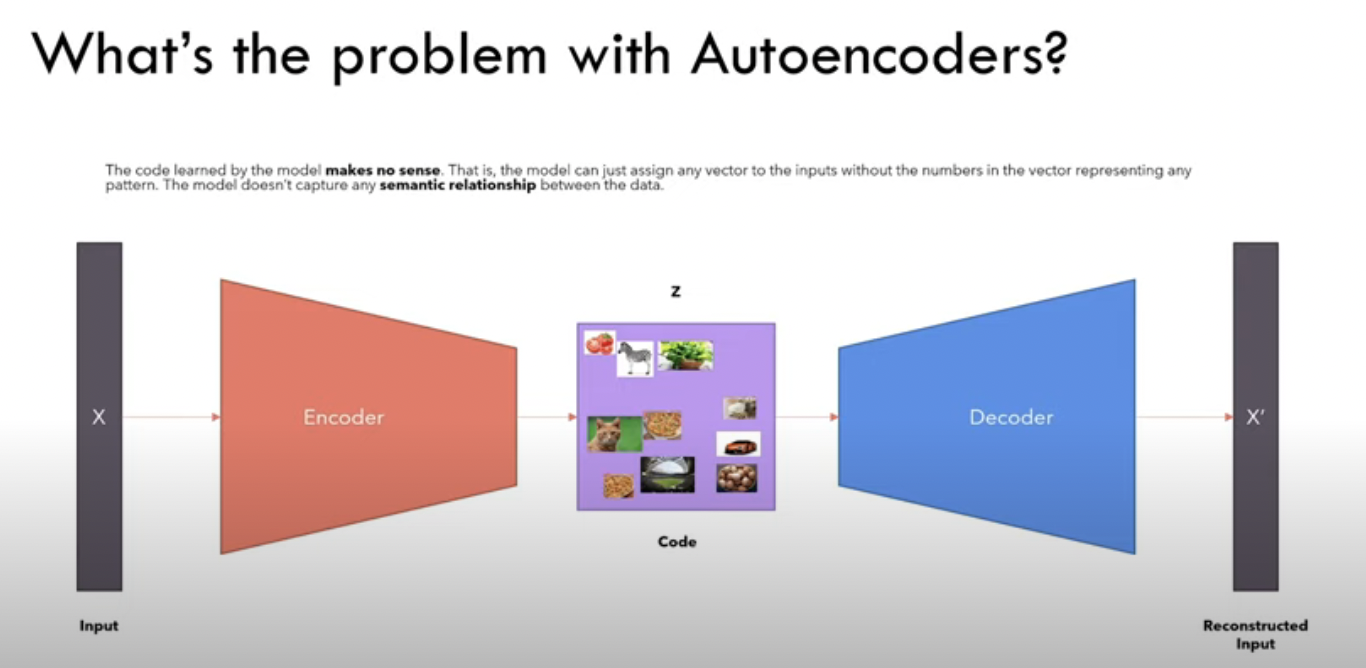 What's the problem with Autoencoders?
The code learned by the model makes no sense. That is, the model can just assign any vector to the inputs without the numbers in the vector representing any
pattern. The model doesn't capture any semantic relationship between the data.
Z
X
Encoder
Decoder
X'
Code
Input
Reconstructed
Input